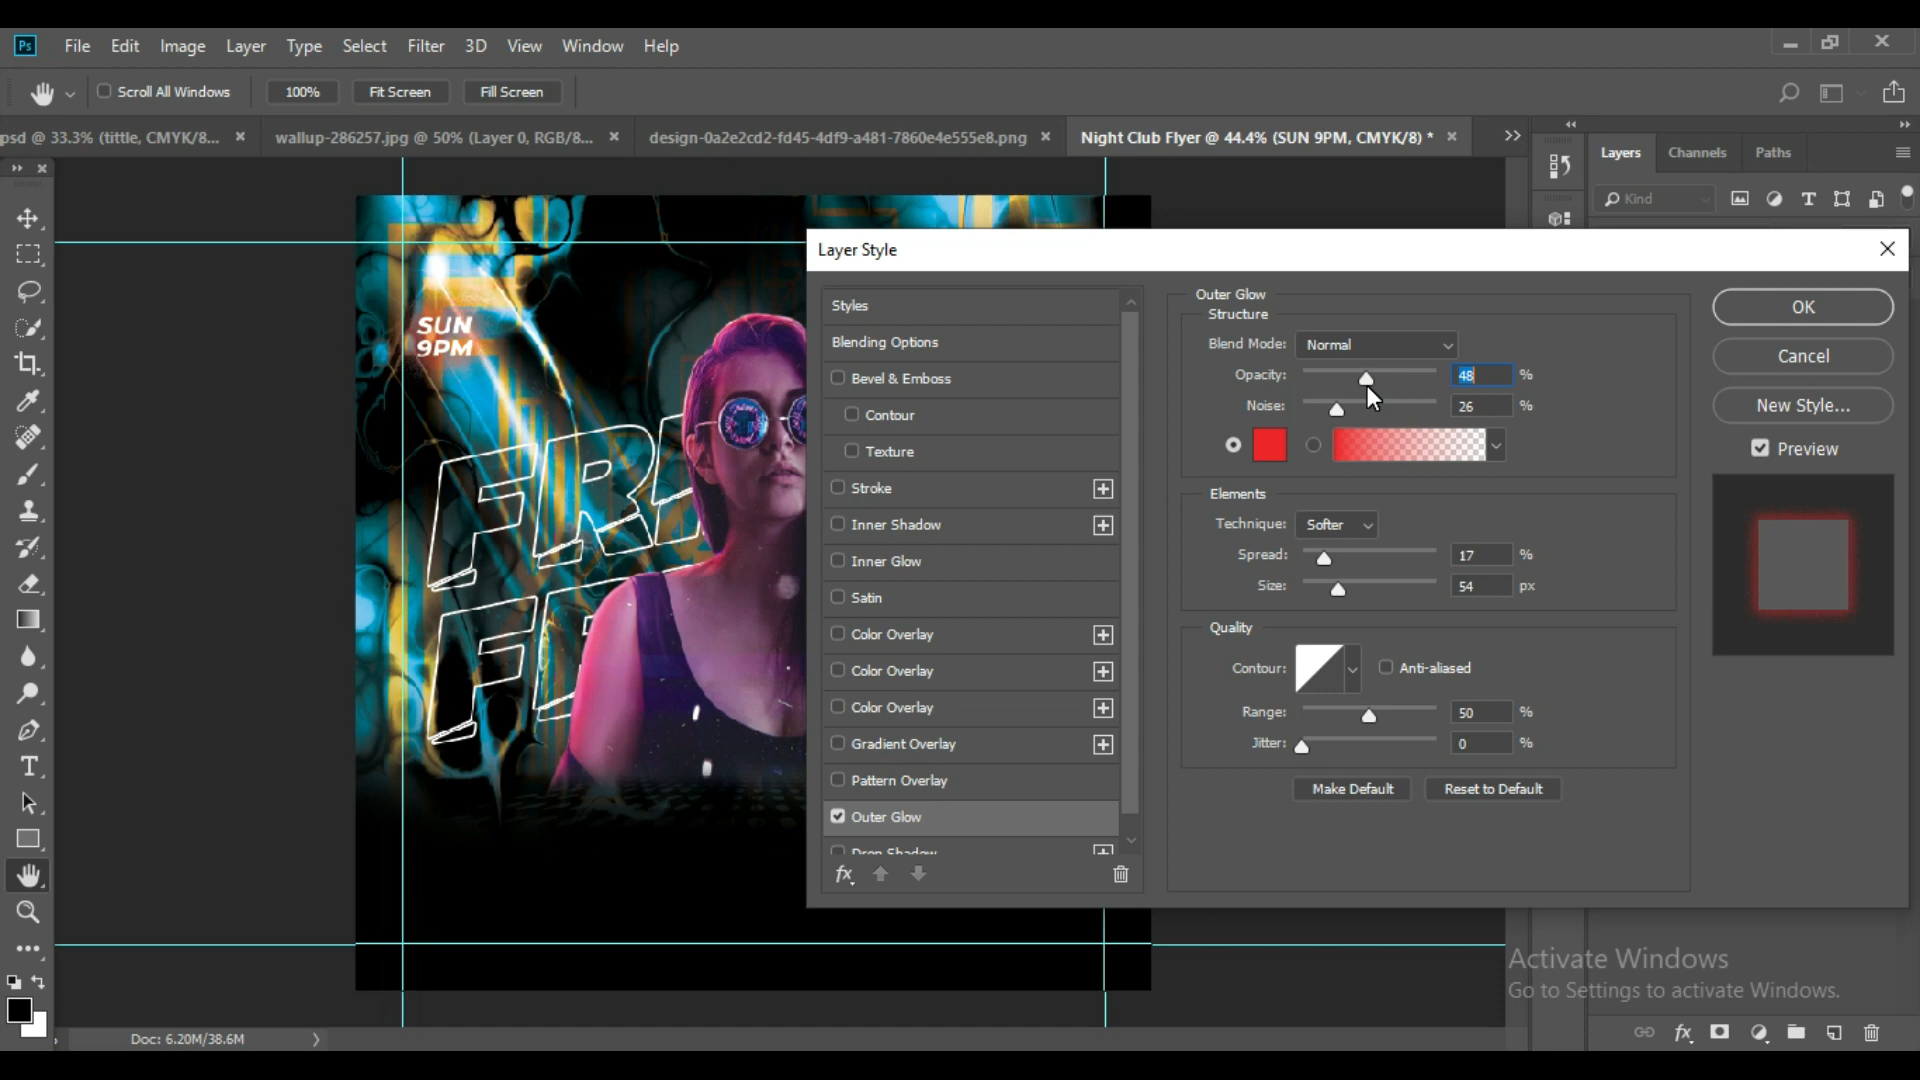 Ps File Edit Image Layer Type Select Filter 3D View Window Help
Scroll All Windows 100% Fit Screen Fill Screen
psd @ 33.3% (tittle, CMYK/8... × wallup-286257.jpg @ 50% (Layer 0, RGB/8... × design-0a2e2cd2-fd45-4df9-a481-7860e4e555e8.png × Night Club Flyer @ 44.4% (SUN 9PM, CMYK/8) * ×
Layers Channels Paths
Kind
SUN
9PM
Layer Style
Styles
Blending Options
Bevel & Emboss
Contour
Texture
Stroke
Inner Shadow
Inner Glow
Satin
Color Overlay
Color Overlay
Color Overlay
Gradient Overlay
Pattern Overlay
Outer Glow
Drop Shadow
fx
Outer Glow
Structure
Blend Mode: Normal
Opacity: 48 %
Noise: 26 %
Elements
Technique: Softer
Spread: 17 %
Size: 54 px
Quality
Contour: Anti-aliased
Range: 50 %
Jitter: 0 %
Make Default Reset to Default
OK
Cancel
New Style...
Preview
Activate Windows
Go to Settings to activate Windows.
Doc: 6.20M/38.6M
fx